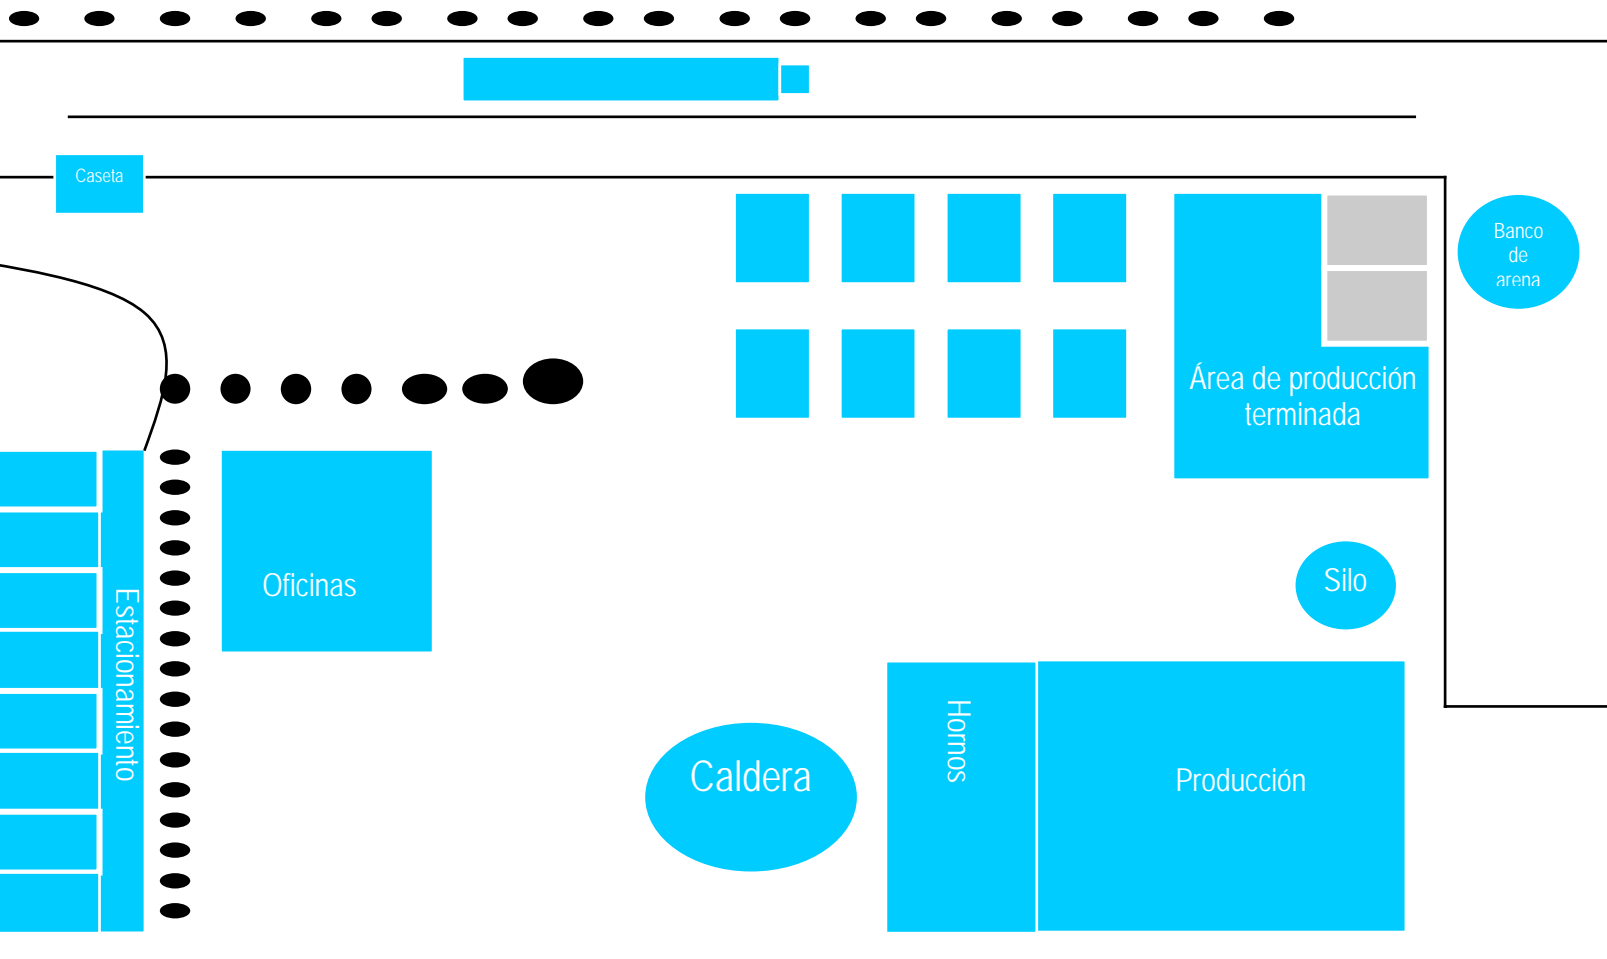 Caseta
Banco
de
arena
Área de producción
terminada
Oficinas
Estacionamiento
Silo
Hornos
Caldera
Producción